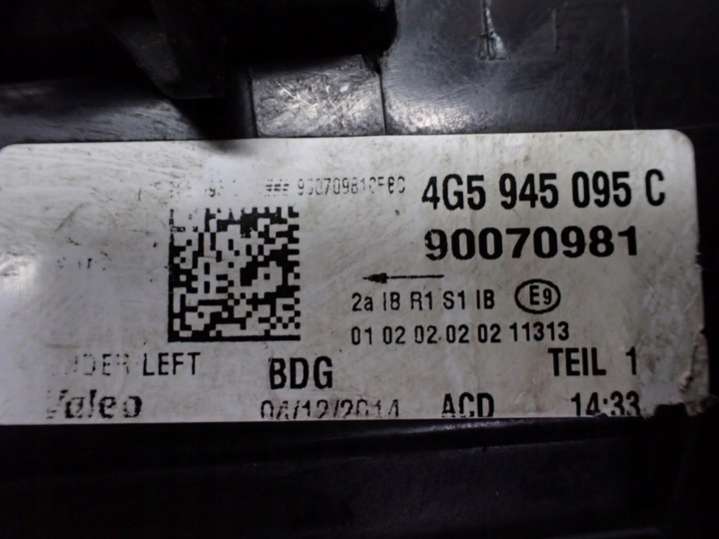 ### 4G5 945 095 C
90070981
2a IB R1 S1 IB E9
01 02 02 02 02 11313
LEFT BDG TEIL 1
Valeo 04/12/2014 ACD 14:33